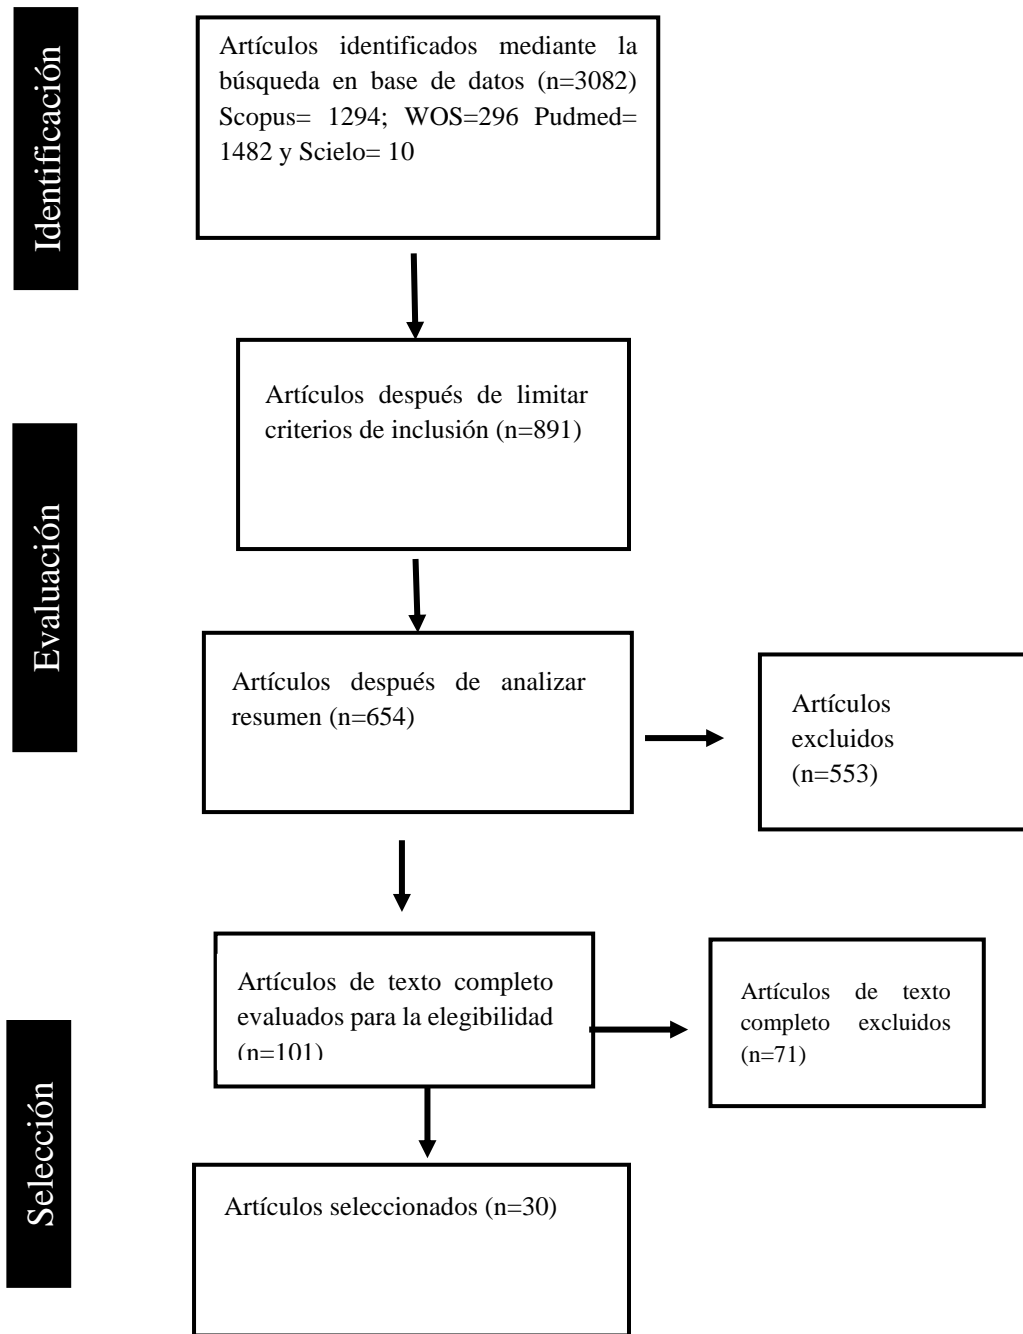 Identificación
Artículos identificados mediante la
búsqueda en base de datos (n=3082)
Scopus= 1294; WOS=296 Pudmed=
1482 y Scielo= 10
Artículos después de limitar
criterios de inclusión (n=891)
Evaluación
Artículos después de analizar
resumen (n=654)
Artículos
excluidos
(n=553)
Artículos de texto completo
evaluados para la elegibilidad
(n=101)
Artículos de texto
completo excluidos
(n=71)
Selección
Artículos seleccionados (n=30)